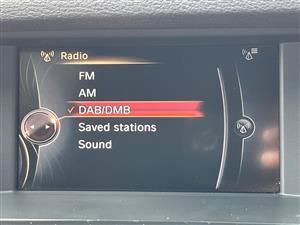 Radio
FM
AM
DAB/DMB
Saved stations
Sound